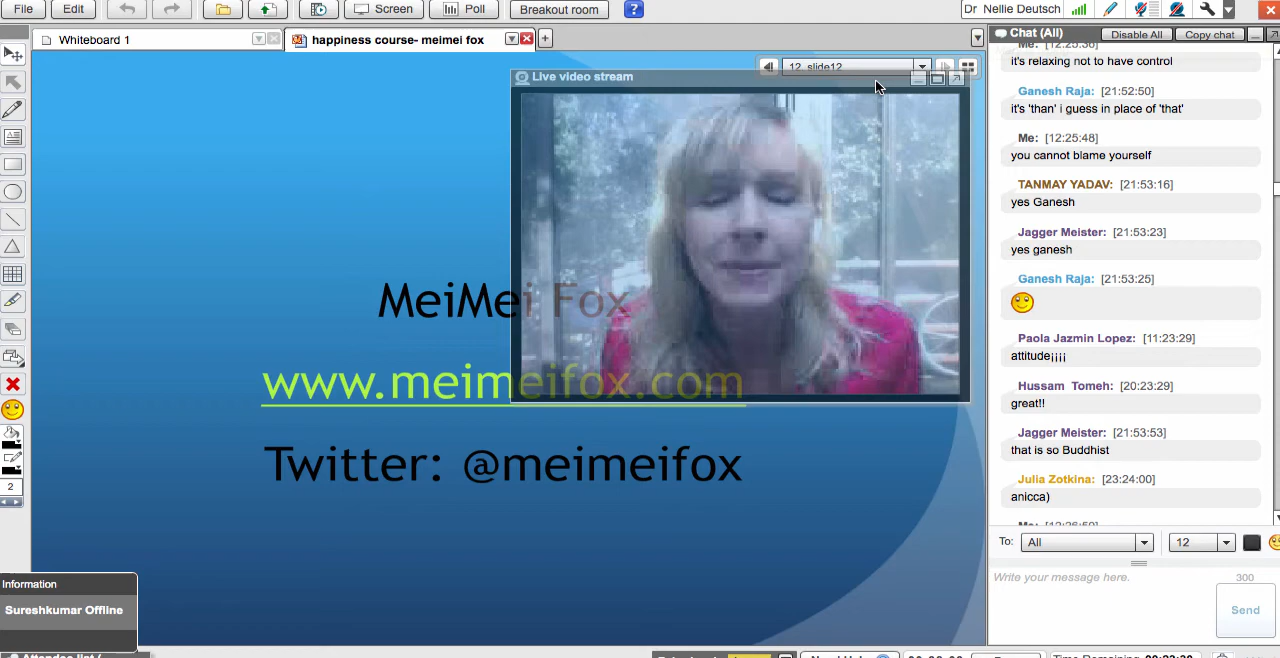 File
Edit
Screen
Poll
Breakout room
?
Dr Nellie Deutsch
Whiteboard 1
happiness course- meimei fox
Chat (All)
Disable All
Copy chat
12. slide12
Live video stream
MeiMei Fox
www.meimeifox.com
Twitter: @meimeifox
Me: [12:25:36]
it's relaxing not to have control
Ganesh Raja: [21:52:50]
it's 'than' i guess in place of 'that'
Me: [12:25:48]
you cannot blame yourself
TANMAY YADAV: [21:53:16]
yes Ganesh
Jagger Meister: [21:53:23]
yes ganesh
Ganesh Raja: [21:53:25]
Paola Jazmin Lopez: [11:23:29]
attitude¡¡¡¡
Hussam Tomeh: [20:23:29]
great!!
Jagger Meister: [21:53:53]
that is so Buddhist
Julia Zotkina: [23:24:00]
anicca)
To: All
12
Write your message here.
300
Send
2
Information
Sureshkumar Offline